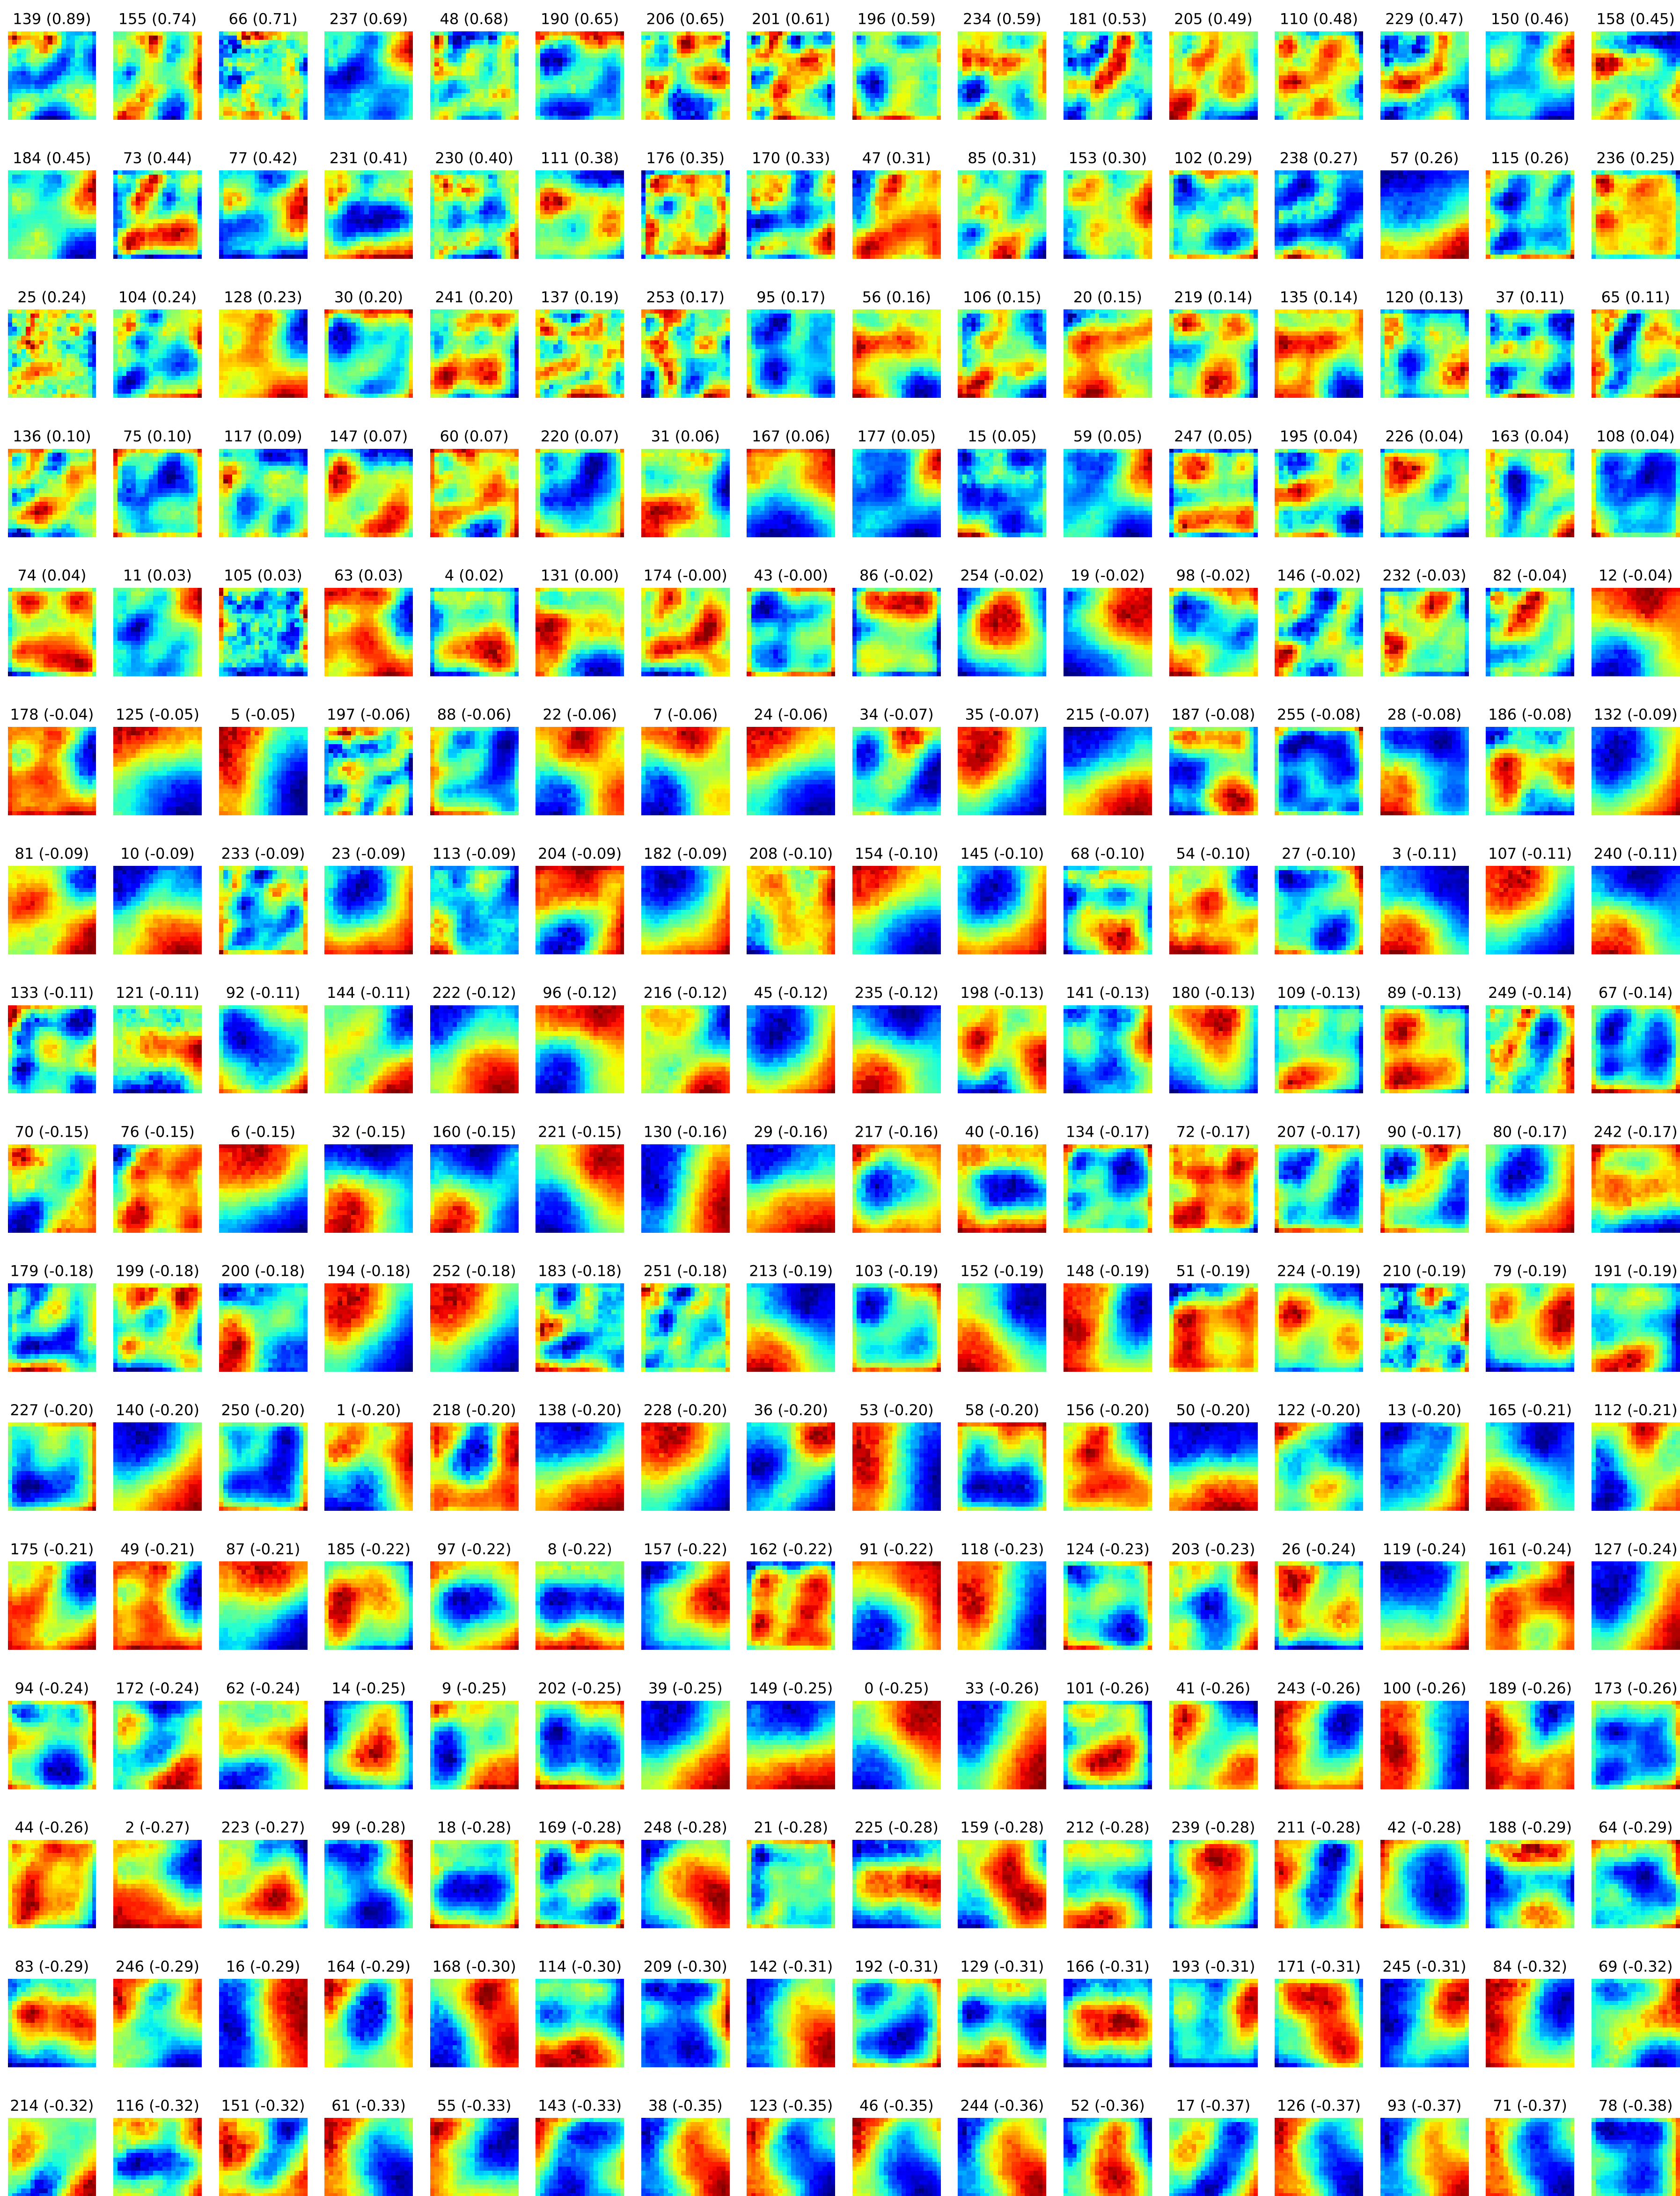 139 (0.89) 155 (0.74) 66 (0.71) 237 (0.69) 48 (0.68) 190 (0.65) 206 (0.65) 201 (0.61) 196 (0.59) 234 (0.59) 181 (0.53) 205 (0.49) 110 (0.48) 229 (0.47) 150 (0.46) 158 (0.45)
184 (0.45) 73 (0.44) 77 (0.42) 231 (0.41) 230 (0.40) 111 (0.38) 176 (0.35) 170 (0.33) 47 (0.31) 85 (0.31) 153 (0.30) 102 (0.29) 238 (0.27) 57 (0.26) 115 (0.26) 236 (0.25)
25 (0.24) 104 (0.24) 128 (0.23) 30 (0.20) 241 (0.20) 137 (0.19) 253 (0.17) 95 (0.17) 56 (0.16) 106 (0.15) 20 (0.15) 219 (0.14) 135 (0.14) 120 (0.13) 37 (0.11) 65 (0.11)
136 (0.10) 75 (0.10) 117 (0.09) 147 (0.07) 60 (0.07) 220 (0.07) 31 (0.06) 167 (0.06) 177 (0.05) 15 (0.05) 59 (0.05) 247 (0.05) 195 (0.04) 226 (0.04) 163 (0.04) 108 (0.04)
74 (0.04) 11 (0.03) 105 (0.03) 63 (0.03) 4 (0.02) 131 (0.00) 174 (-0.00) 43 (-0.00) 86 (-0.02) 254 (-0.02) 19 (-0.02) 98 (-0.02) 146 (-0.02) 232 (-0.03) 82 (-0.04) 12 (-0.04)
178 (-0.04) 125 (-0.05) 5 (-0.05) 197 (-0.06) 88 (-0.06) 22 (-0.06) 7 (-0.06) 24 (-0.06) 34 (-0.07) 35 (-0.07) 215 (-0.07) 187 (-0.08) 255 (-0.08) 28 (-0.08) 186 (-0.08) 132 (-0.09)
81 (-0.09) 10 (-0.09) 233 (-0.09) 23 (-0.09) 113 (-0.09) 204 (-0.09) 182 (-0.09) 208 (-0.10) 154 (-0.10) 145 (-0.10) 68 (-0.10) 54 (-0.10) 27 (-0.10) 3 (-0.11) 107 (-0.11) 240 (-0.11)
133 (-0.11) 121 (-0.11) 92 (-0.11) 144 (-0.11) 222 (-0.12) 96 (-0.12) 216 (-0.12) 45 (-0.12) 235 (-0.12) 198 (-0.13) 141 (-0.13) 180 (-0.13) 109 (-0.13) 89 (-0.13) 249 (-0.14) 67 (-0.14)
70 (-0.15) 76 (-0.15) 6 (-0.15) 32 (-0.15) 160 (-0.15) 221 (-0.15) 130 (-0.16) 29 (-0.16) 217 (-0.16) 40 (-0.16) 134 (-0.17) 72 (-0.17) 207 (-0.17) 90 (-0.17) 80 (-0.17) 242 (-0.17)
179 (-0.18) 199 (-0.18) 200 (-0.18) 194 (-0.18) 252 (-0.18) 183 (-0.18) 251 (-0.18) 213 (-0.19) 103 (-0.19) 152 (-0.19) 148 (-0.19) 51 (-0.19) 224 (-0.19) 210 (-0.19) 79 (-0.19) 191 (-0.19)
227 (-0.20) 140 (-0.20) 250 (-0.20) 1 (-0.20) 218 (-0.20) 138 (-0.20) 228 (-0.20) 36 (-0.20) 53 (-0.20) 58 (-0.20) 156 (-0.20) 50 (-0.20) 122 (-0.20) 13 (-0.20) 165 (-0.21) 112 (-0.21)
175 (-0.21) 49 (-0.21) 87 (-0.21) 185 (-0.22) 97 (-0.22) 8 (-0.22) 157 (-0.22) 162 (-0.22) 91 (-0.22) 118 (-0.23) 124 (-0.23) 203 (-0.23) 26 (-0.24) 119 (-0.24) 161 (-0.24) 127 (-0.24)
94 (-0.24) 172 (-0.24) 62 (-0.24) 14 (-0.25) 9 (-0.25) 202 (-0.25) 39 (-0.25) 149 (-0.25) 0 (-0.25) 33 (-0.26) 101 (-0.26) 41 (-0.26) 243 (-0.26) 100 (-0.26) 189 (-0.26) 173 (-0.26)
44 (-0.26) 2 (-0.27) 223 (-0.27) 99 (-0.28) 18 (-0.28) 169 (-0.28) 248 (-0.28) 21 (-0.28) 225 (-0.28) 159 (-0.28) 212 (-0.28) 239 (-0.28) 211 (-0.28) 42 (-0.28) 188 (-0.29) 64 (-0.29)
83 (-0.29) 246 (-0.29) 16 (-0.29) 164 (-0.29) 168 (-0.30) 114 (-0.30) 209 (-0.30) 142 (-0.31) 192 (-0.31) 129 (-0.31) 166 (-0.31) 193 (-0.31) 171 (-0.31) 245 (-0.31) 84 (-0.32) 69 (-0.32)
214 (-0.32) 116 (-0.32) 151 (-0.32) 61 (-0.33) 55 (-0.33) 143 (-0.33) 38 (-0.35) 123 (-0.35) 46 (-0.35) 244 (-0.36) 52 (-0.36) 17 (-0.37) 126 (-0.37) 93 (-0.37) 71 (-0.37) 78 (-0.38)